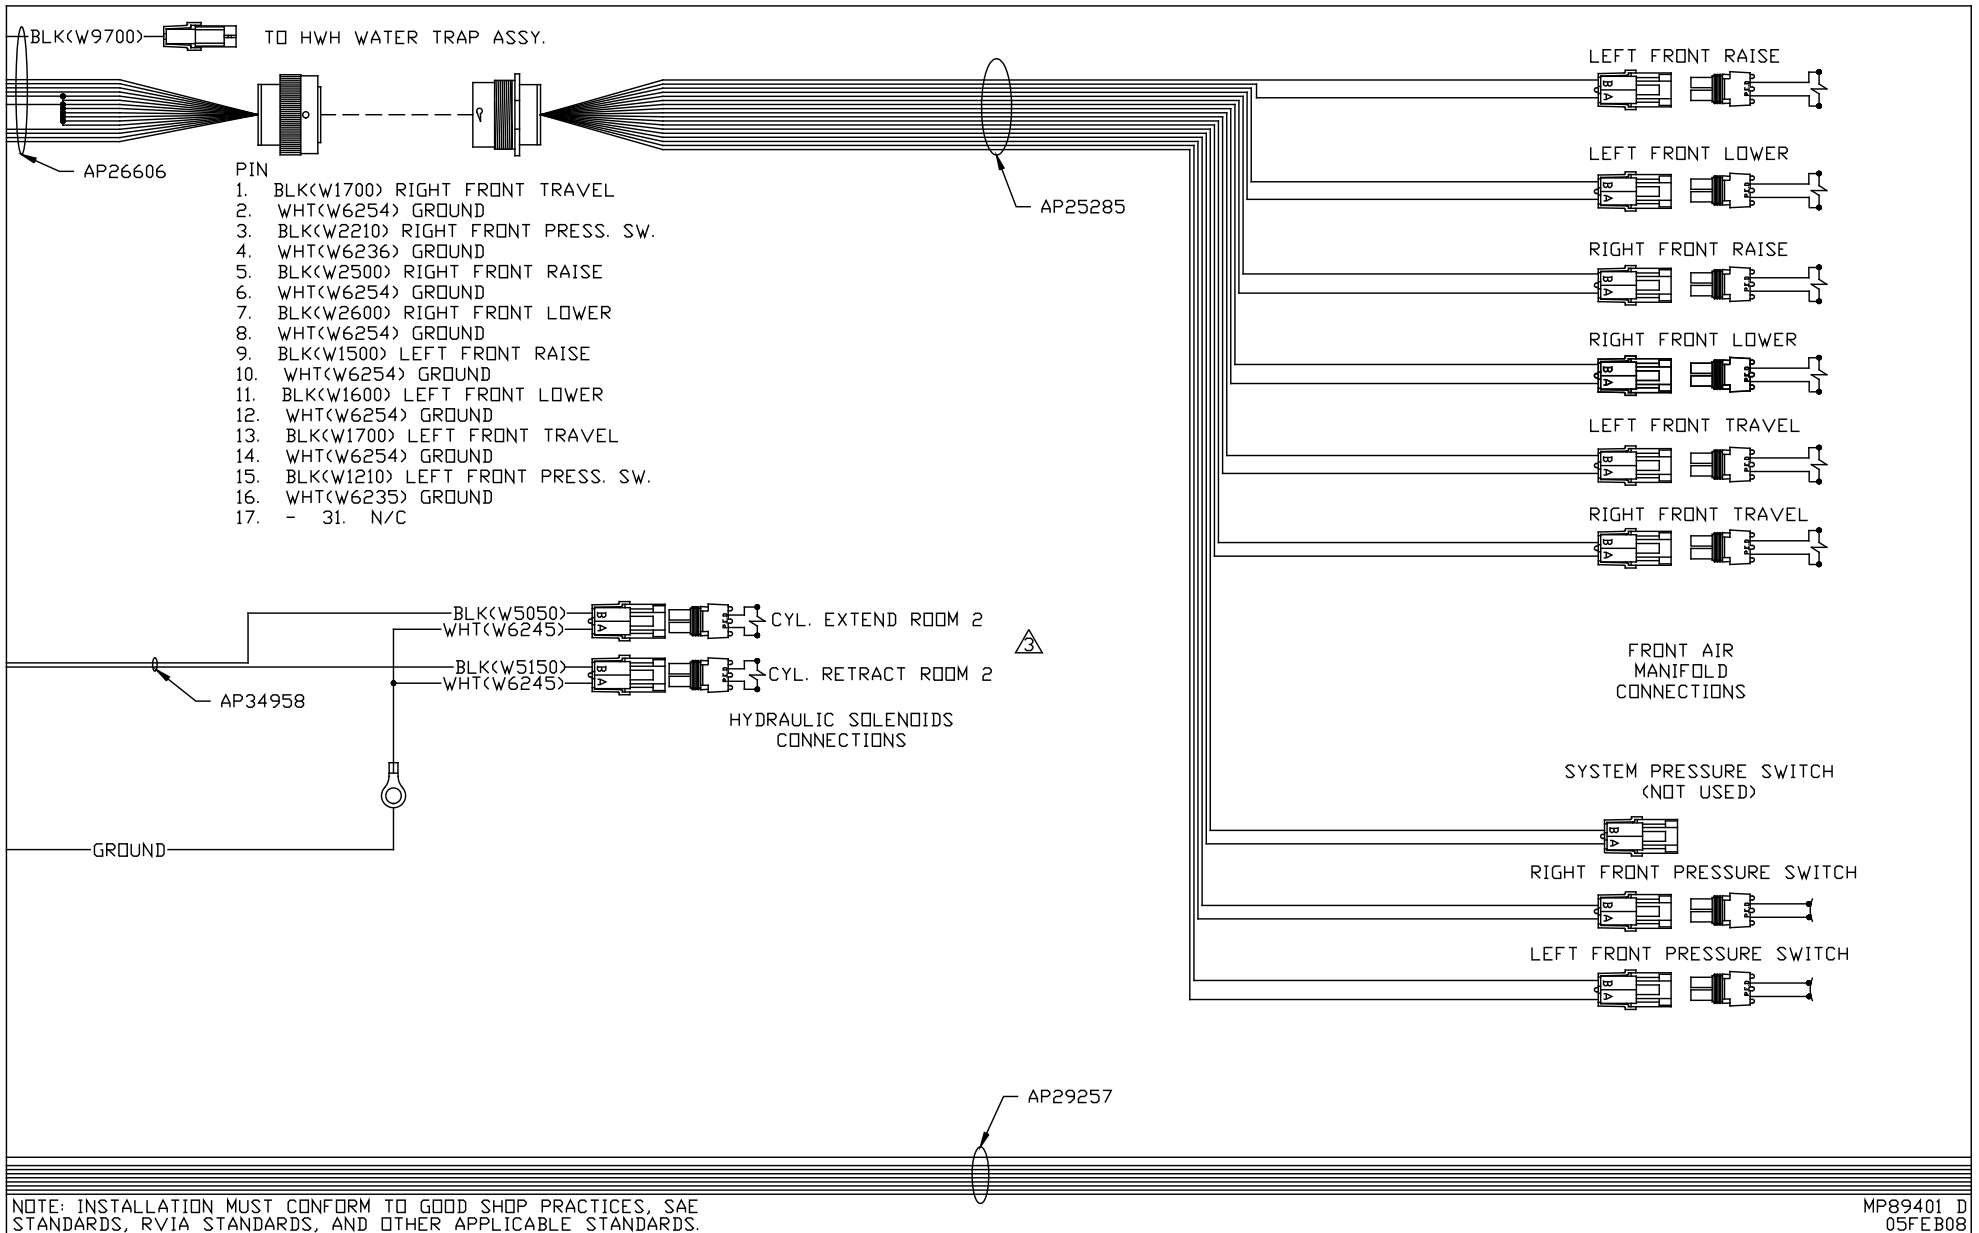 BLK(W9700)
TO HWH WATER TRAP ASSY.
AP26606
PIN
1. BLK(W1700) RIGHT FRONT TRAVEL
2. WHT(W6254) GROUND
3. BLK(W2210) RIGHT FRONT PRESS. SW.
4. WHT(W6236) GROUND
5. BLK(W2500) RIGHT FRONT RAISE
6. WHT(W6254) GROUND
7. BLK(W2600) RIGHT FRONT LOWER
8. WHT(W6254) GROUND
9. BLK(W1500) LEFT FRONT RAISE
10. WHT(W6254) GROUND
11. BLK(W1600) LEFT FRONT LOWER
12. WHT(W6254) GROUND
13. BLK(W1700) LEFT FRONT TRAVEL
14. WHT(W6254) GROUND
15. BLK(W1210) LEFT FRONT PRESS. SW.
16. WHT(W6235) GROUND
17. - 31. N/C
AP25285
LEFT FRONT RAISE
B
A
LEFT FRONT LOWER
B
A
RIGHT FRONT RAISE
B
A
RIGHT FRONT LOWER
B
A
LEFT FRONT TRAVEL
B
A
RIGHT FRONT TRAVEL
B
A
FRONT AIR
MANIFOLD
CONNECTIONS
SYSTEM PRESSURE SWITCH
(NOT USED)
B
A
RIGHT FRONT PRESSURE SWITCH
B
A
LEFT FRONT PRESSURE SWITCH
B
A
BLK(W5050)
WHT(W6245)
B
A
CYL. EXTEND ROOM 2
BLK(W5150)
WHT(W6245)
B
A
CYL. RETRACT ROOM 2
3
AP34958
HYDRAULIC SOLENOIDS
CONNECTIONS
GROUND
AP29257
NOTE: INSTALLATION MUST CONFORM TO GOOD SHOP PRACTICES, SAE
STANDARDS, RVIA STANDARDS, AND OTHER APPLICABLE STANDARDS.
MP89401 D
05FEB08